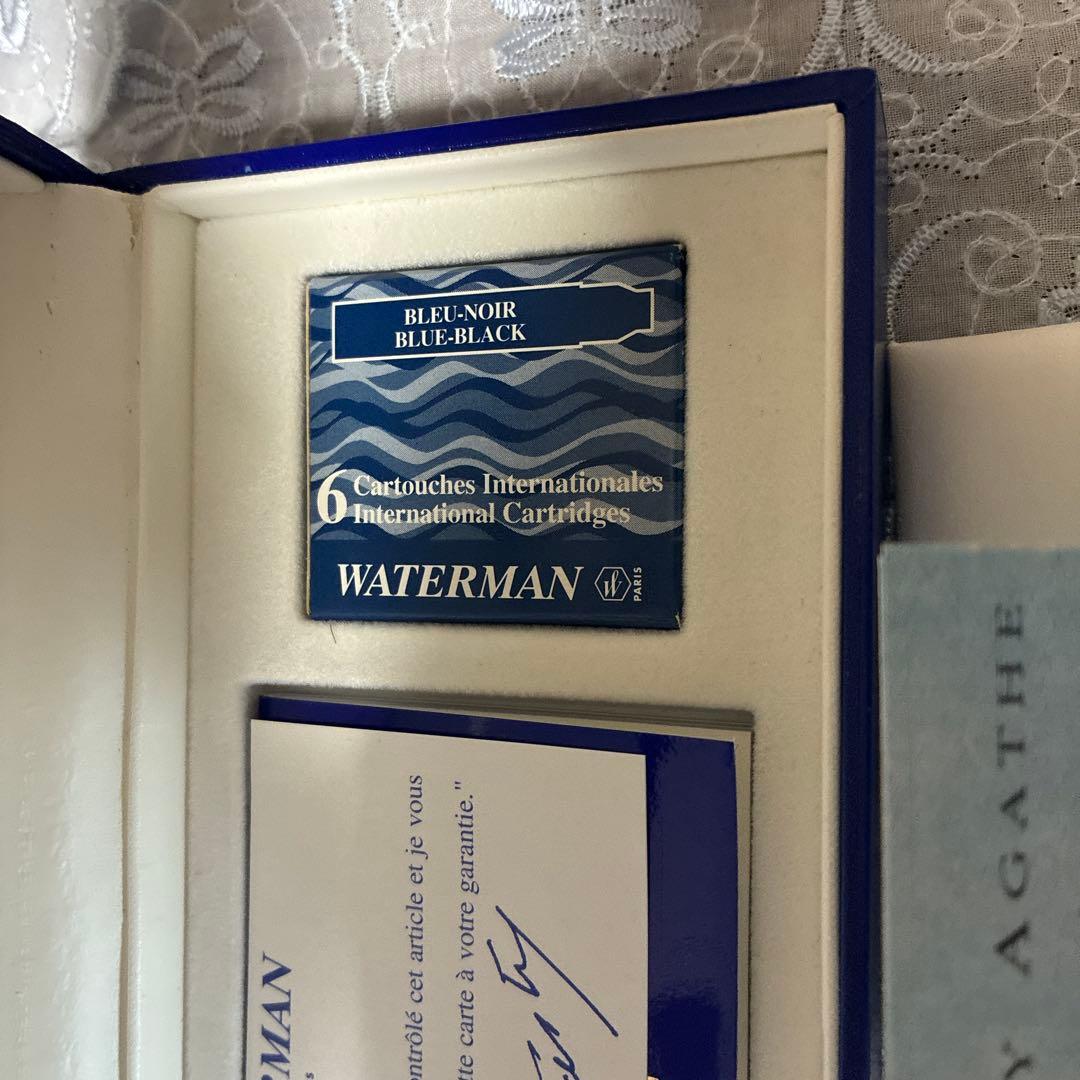 BLEU-NOIR
BLUE-BLACK
6 Cartouches Internationales
International Cartridges
WATERMAN
PARIS
RMAN
ontrôlé cet article et je vous
tte carte à votre garantie."
Y AGATHE